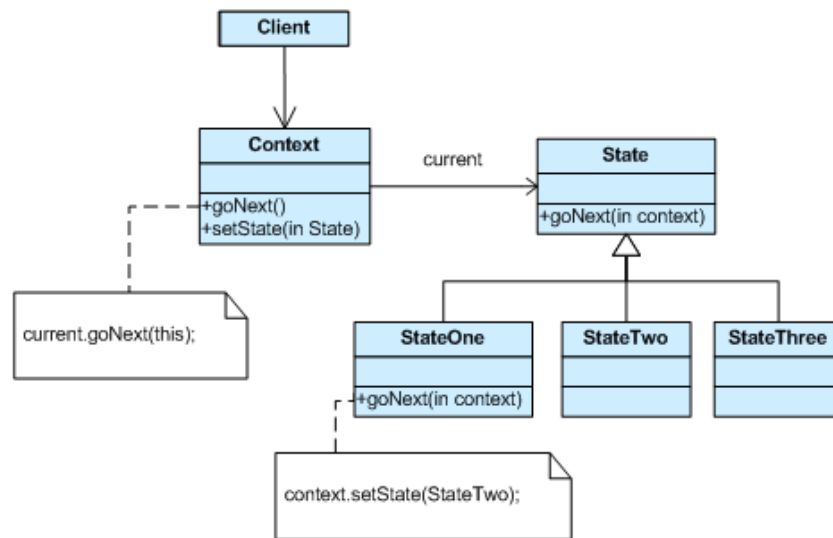 Client
Context
+goNext()
+setState(in State)
current
State
+goNext(in context)
current.goNext(this);
StateOne
+goNext(in context)
StateTwo
StateThree
context.setState(StateTwo);